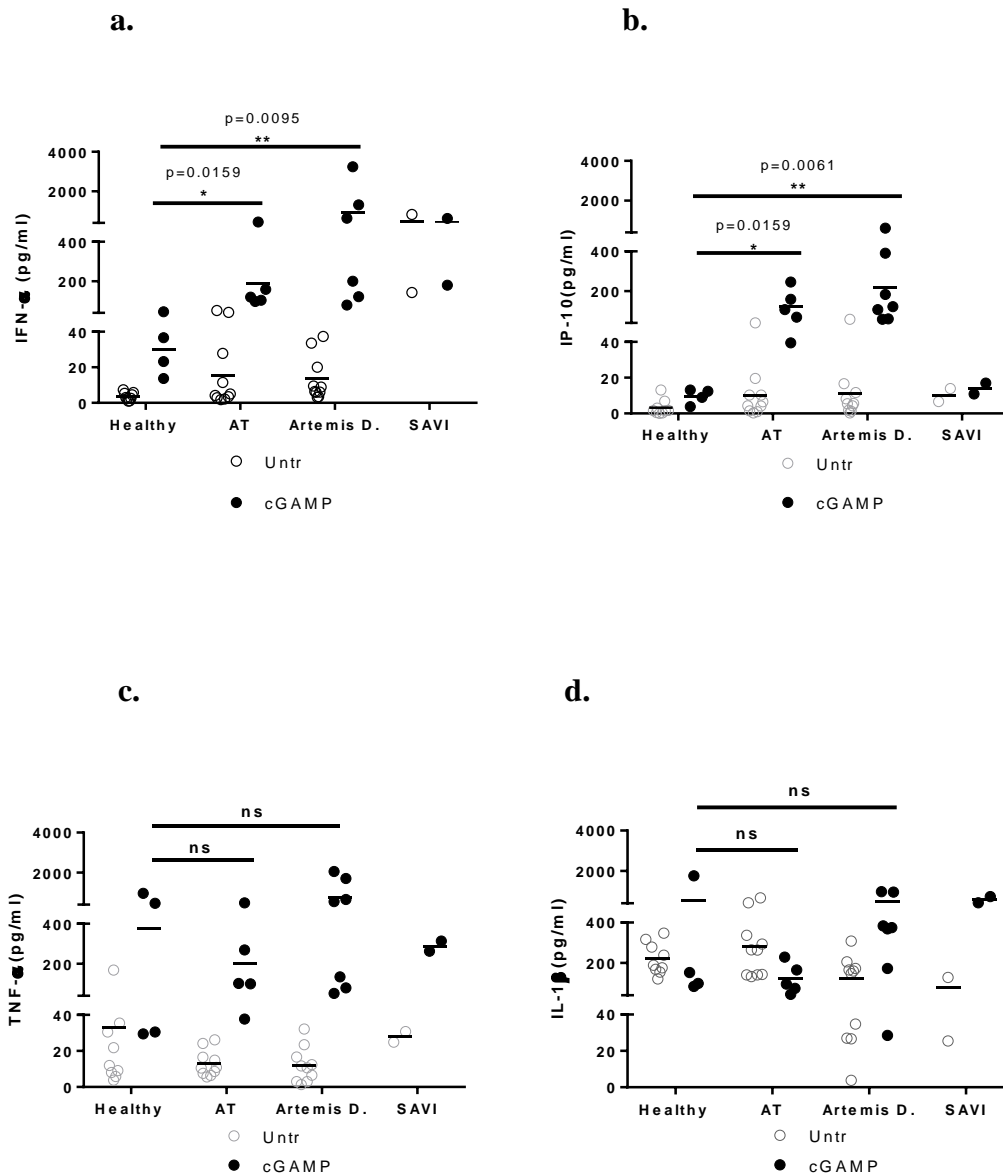 a.
p=0.0095
**
p=0.0159
*
IFN-α (pg/ml)
4000
2000
400
200
40
20
0
Healthy AT Artemis D. SAVI
Untr
cGAMP
b.
p=0.0061
**
p=0.0159
*
IP-10(pg/ml)
4000
2000
400
200
40
20
0
Healthy AT Artemis D. SAVI
Untr
cGAMP
c.
ns
ns
TNF-α (pg/ml)
4000
2000
400
200
40
20
0
Healthy AT Artemis D. SAVI
Untr
cGAMP
d.
ns
ns
IL-1β (pg/ml)
4000
2000
400
200
40
20
0
Healthy AT Artemis D. SAVI
Untr
cGAMP